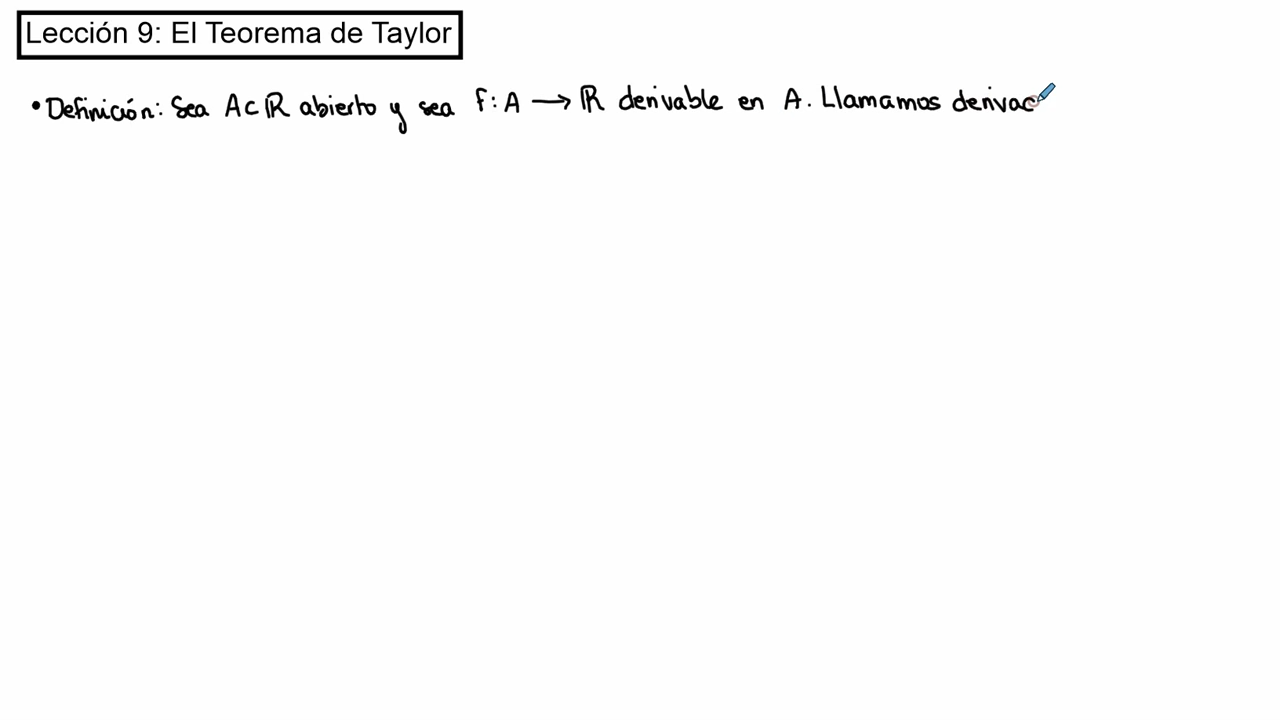 Lección 9: El Teorema de Taylor
• Definición: Sea A⊂ℝ abierto y sea f: A ⟶ ℝ derivable en A. Llamamos derivac